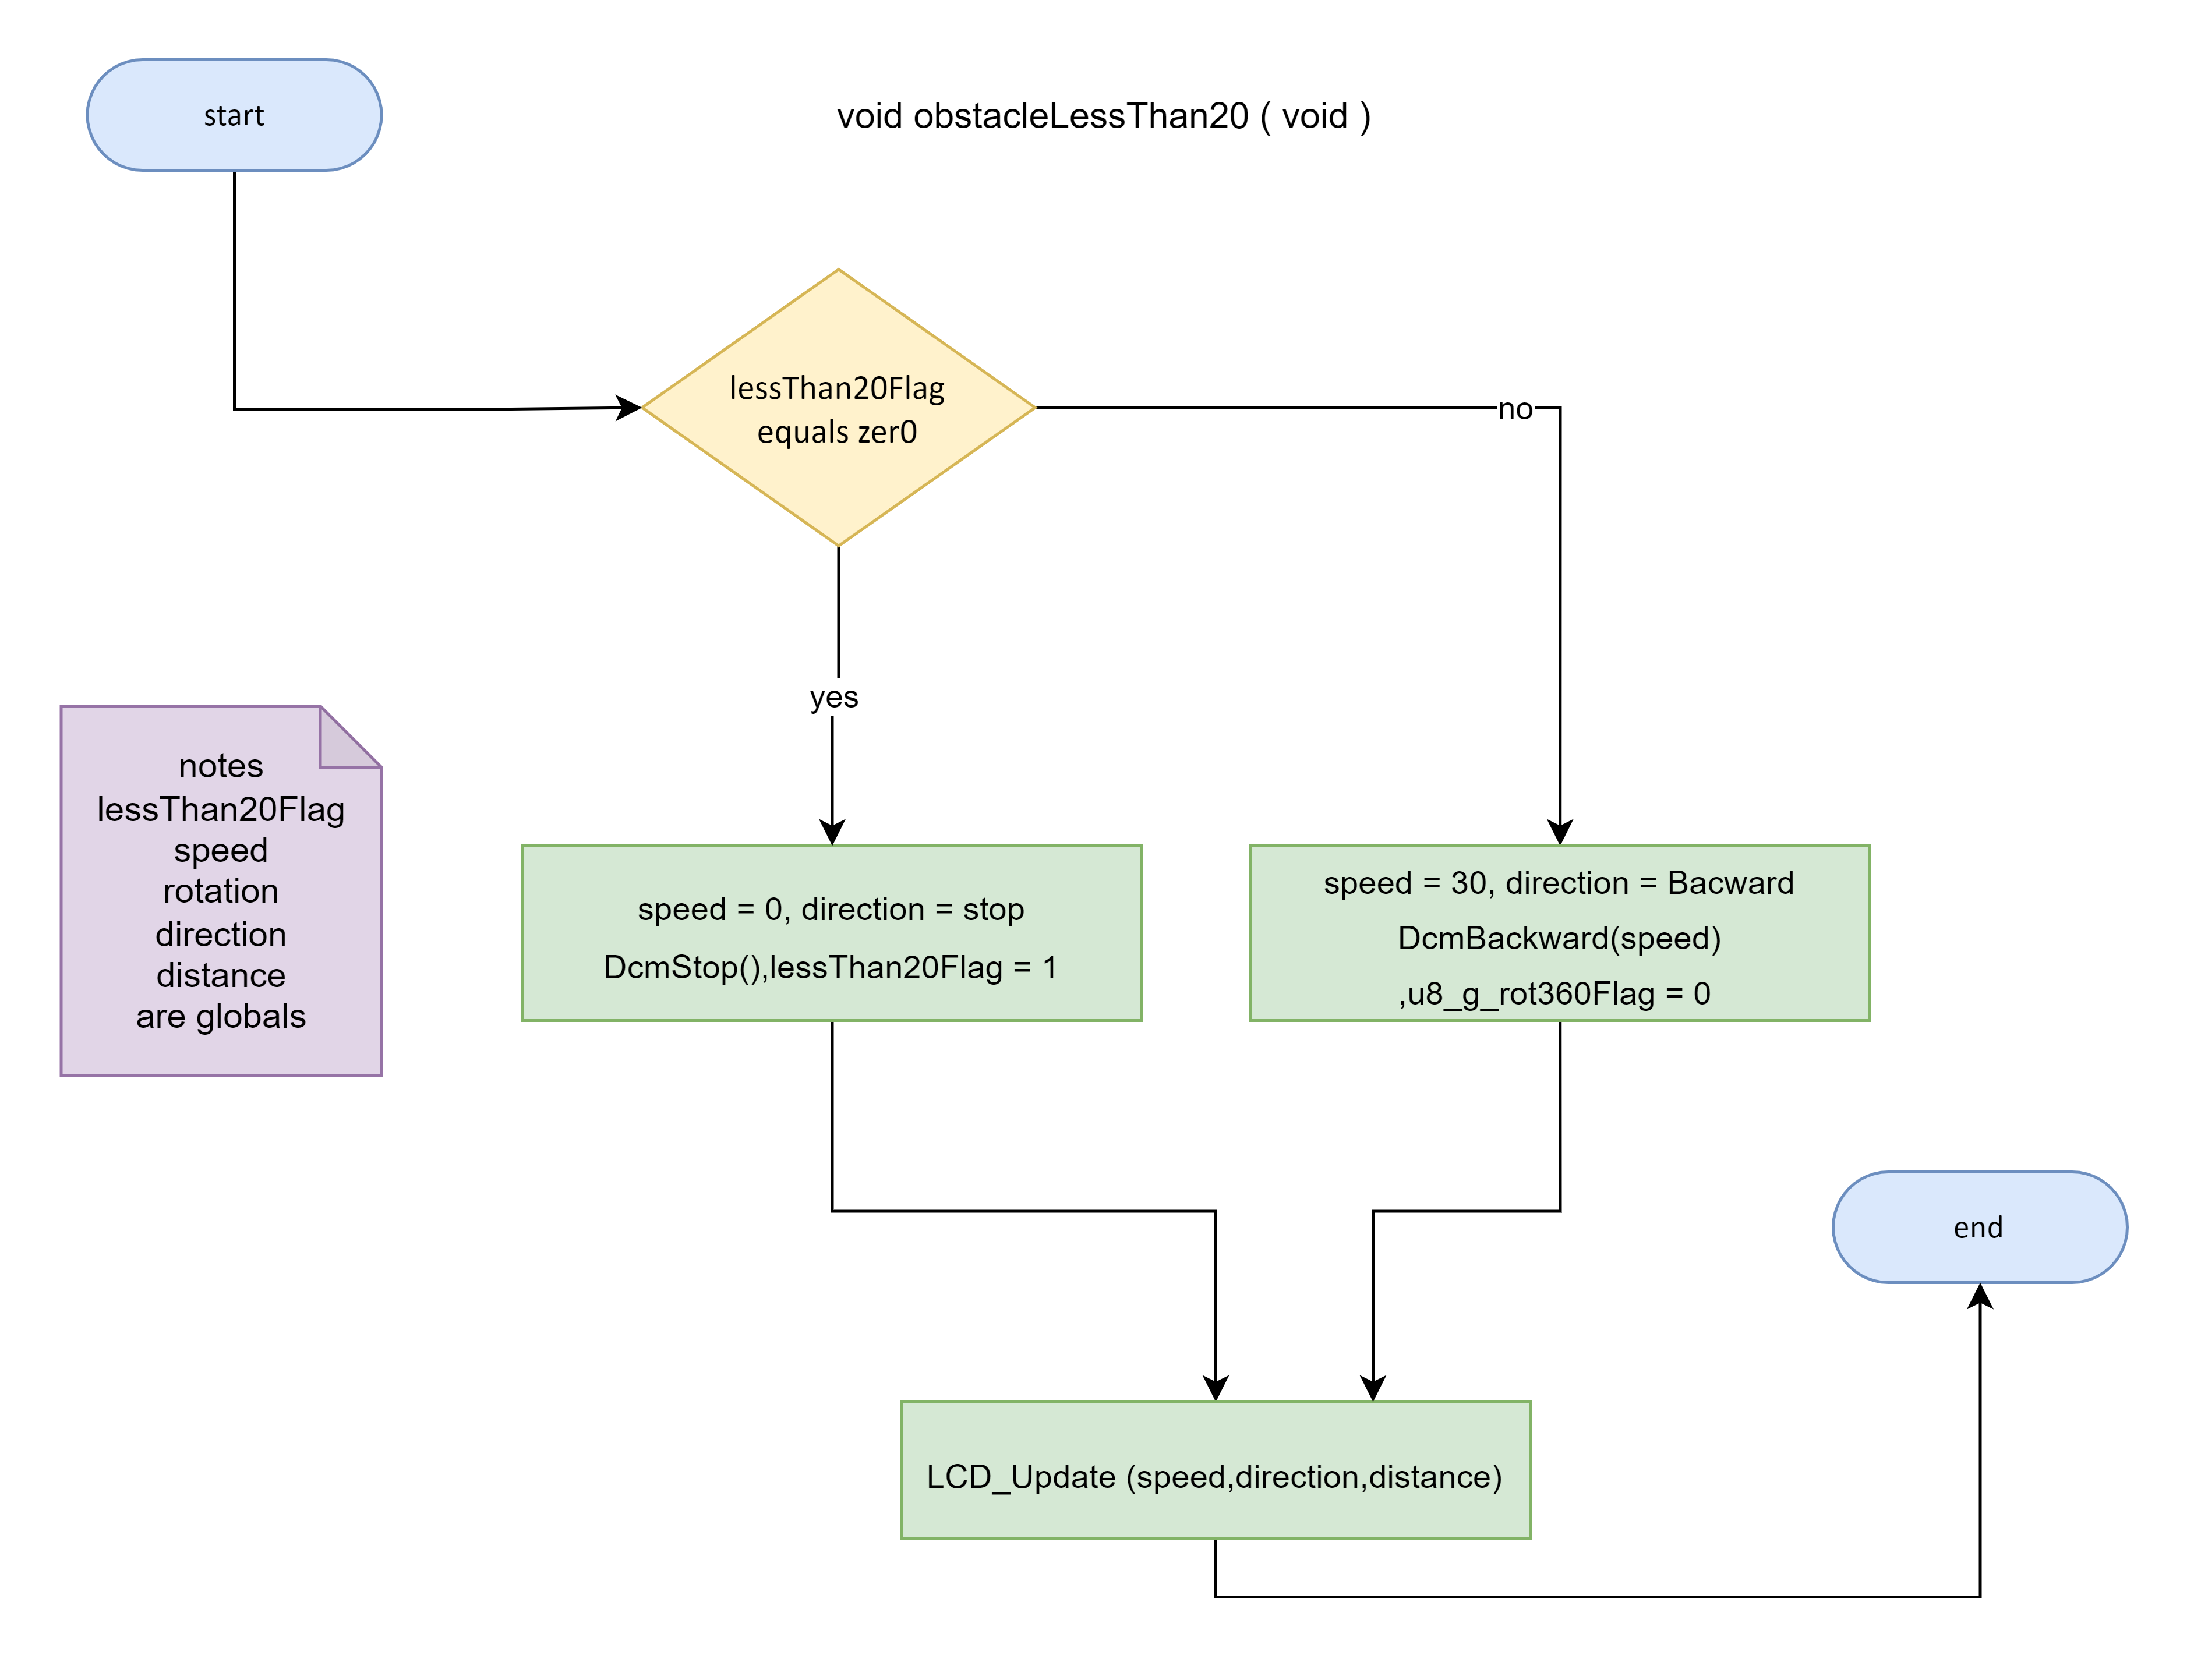 start
void obstacleLessThan20 ( void )
lessThan20Flag
equals zer0
no
yes
notes
lessThan20Flag
speed
rotation
direction
distance
are globals
speed = 0, direction = stop
DcmStop(),lessThan20Flag = 1
speed = 30, direction = Bacward
DcmBackward(speed)
,u8_g_rot360Flag = 0
end
LCD_Update (speed,direction,distance)